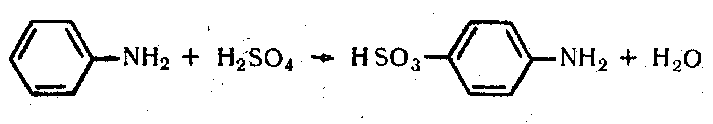 NH₂ + H₂SO₄ → HSO₃ NH₂ + H₂O